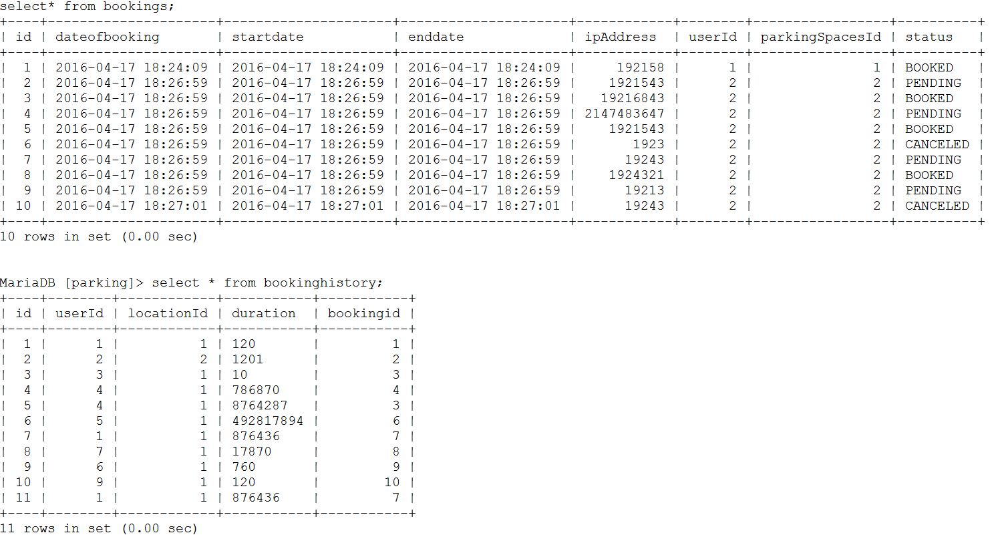 select* from bookings;
+----+---------------------+---------------------+---------------------+------------+--------+-----------------+----------+
| id | dateofbooking       | startdate           | enddate             | ipAddress  | userId | parkingSpacesId | status   |
+----+---------------------+---------------------+---------------------+------------+--------+-----------------+----------+
|  1 | 2016-04-17 18:24:09 | 2016-04-17 18:24:09 | 2016-04-17 18:24:09 |     192158 |      1 |               1 | BOOKED   |
|  2 | 2016-04-17 18:26:59 | 2016-04-17 18:26:59 | 2016-04-17 18:26:59 |    1921543 |      2 |               2 | PENDING  |
|  3 | 2016-04-17 18:26:59 | 2016-04-17 18:26:59 | 2016-04-17 18:26:59 |   19216843 |      2 |               2 | BOOKED   |
|  4 | 2016-04-17 18:26:59 | 2016-04-17 18:26:59 | 2016-04-17 18:26:59 | 2147483647 |      2 |               2 | PENDING  |
|  5 | 2016-04-17 18:26:59 | 2016-04-17 18:26:59 | 2016-04-17 18:26:59 |    1921543 |      2 |               2 | BOOKED   |
|  6 | 2016-04-17 18:26:59 | 2016-04-17 18:26:59 | 2016-04-17 18:26:59 |       1923 |      2 |               2 | CANCELED |
|  7 | 2016-04-17 18:26:59 | 2016-04-17 18:26:59 | 2016-04-17 18:26:59 |      19243 |      2 |               2 | PENDING  |
|  8 | 2016-04-17 18:26:59 | 2016-04-17 18:26:59 | 2016-04-17 18:26:59 |    1924321 |      2 |               2 | BOOKED   |
|  9 | 2016-04-17 18:26:59 | 2016-04-17 18:26:59 | 2016-04-17 18:26:59 |      19213 |      2 |               2 | PENDING  |
| 10 | 2016-04-17 18:27:01 | 2016-04-17 18:27:01 | 2016-04-17 18:27:01 |      19243 |      2 |               2 | CANCELED |
+----+---------------------+---------------------+---------------------+------------+--------+-----------------+----------+
10 rows in set (0.00 sec)
MariaDB [parking]> select * from bookinghistory;
+----+--------+------------+-----------+-----------+
| id | userId | locationId | duration  | bookingid |
+----+--------+------------+-----------+-----------+
|  1 |      1 |          1 | 120       |         1 |
|  2 |      2 |          2 | 1201      |         2 |
|  3 |      3 |          1 | 10        |         3 |
|  4 |      4 |          1 | 786870    |         4 |
|  5 |      4 |          1 | 8764287   |         3 |
|  6 |      5 |          1 | 492817894 |         6 |
|  7 |      1 |          1 | 876436    |         7 |
|  8 |      7 |          1 | 17870     |         8 |
|  9 |      6 |          1 | 760       |         9 |
| 10 |      9 |          1 | 120       |        10 |
| 11 |      1 |          1 | 876436    |         7 |
+----+--------+------------+-----------+-----------+
11 rows in set (0.00 sec)